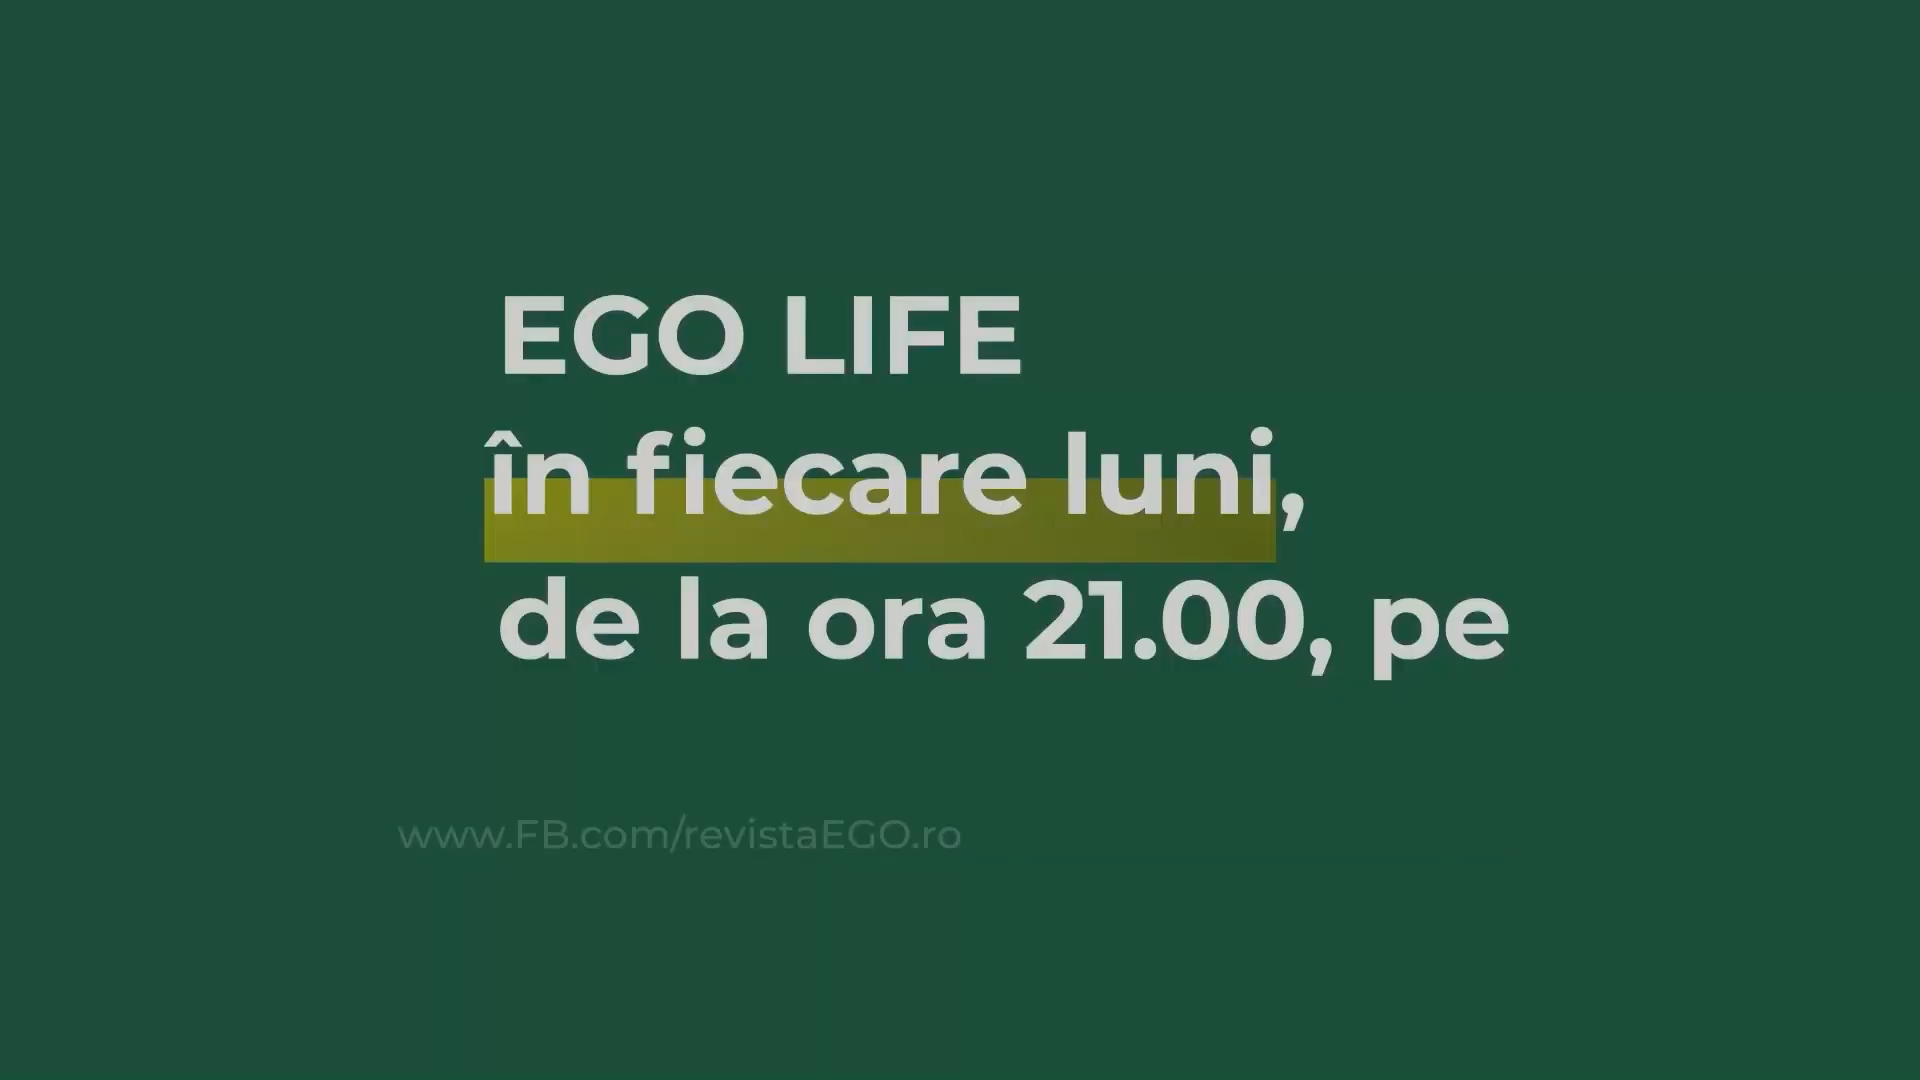 EGO LIFE
în fiecare luni,
de la ora 21.00, pe
www.FB.com/revistaEGO.ro